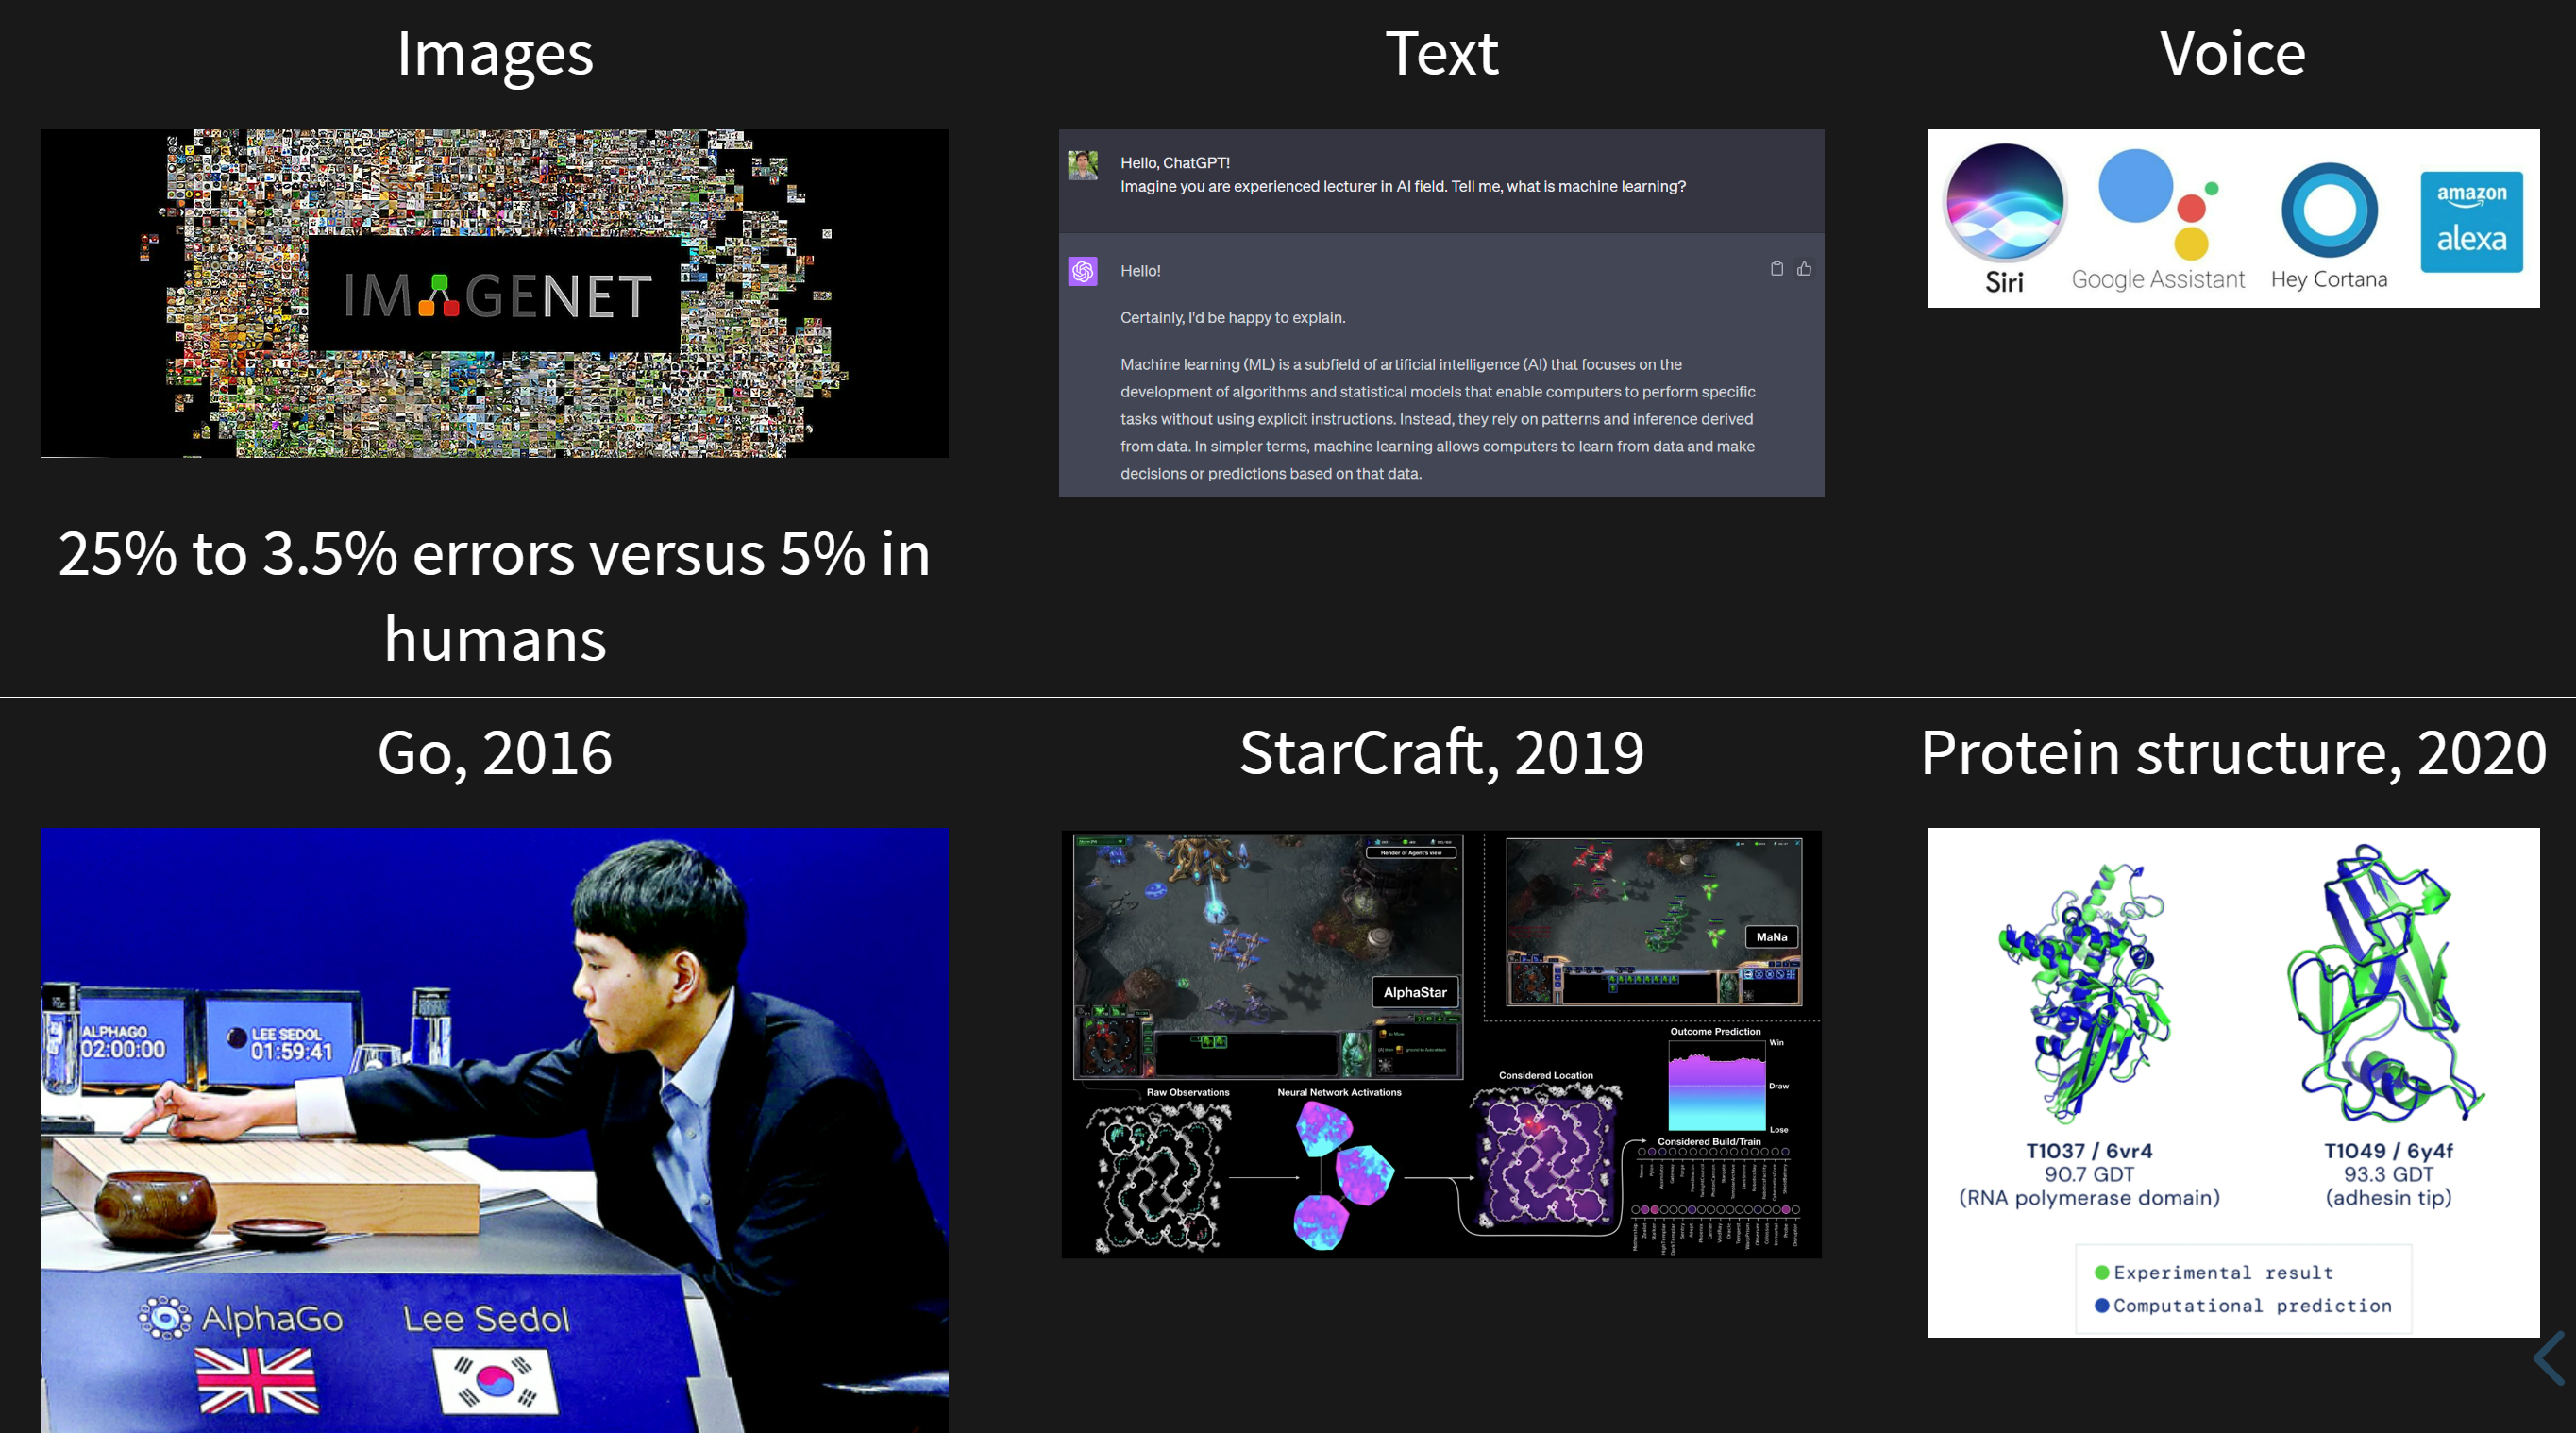 Images
IMAGENET
25% to 3.5% errors versus 5% in
humans
Text
Hello, ChatGPT!
Imagine you are experienced lecturer in AI field. Tell me, what is machine learning?
Hello!
Certainly, I'd be happy to explain.
Machine learning (ML) is a subfield of artificial intelligence (AI) that focuses on the
development of algorithms and statistical models that enable computers to perform specific
tasks without using explicit instructions. Instead, they rely on patterns and inference derived
from data. In simpler terms, machine learning allows computers to learn from data and make
decisions or predictions based on that data.
Voice
Siri
Google Assistant
Hey Cortana
amazon
alexa
Go, 2016
ALPHAGO
02:00:00
LEE SEDOL
01:59:41
AlphaGo
Lee Sedol
StarCraft, 2019
Render of Agent's view
AlphaStar
MaNa
Outcome Prediction
Win
Draw
Lose
Raw Observations
Neural Network Activations
Considered Location
Considered Build/Train
Protein structure, 2020
T1037 / 6vr4
90.7 GDT
(RNA polymerase domain)
T1049 / 6y4f
93.3 GDT
(adhesin tip)
Experimental result
Computational prediction